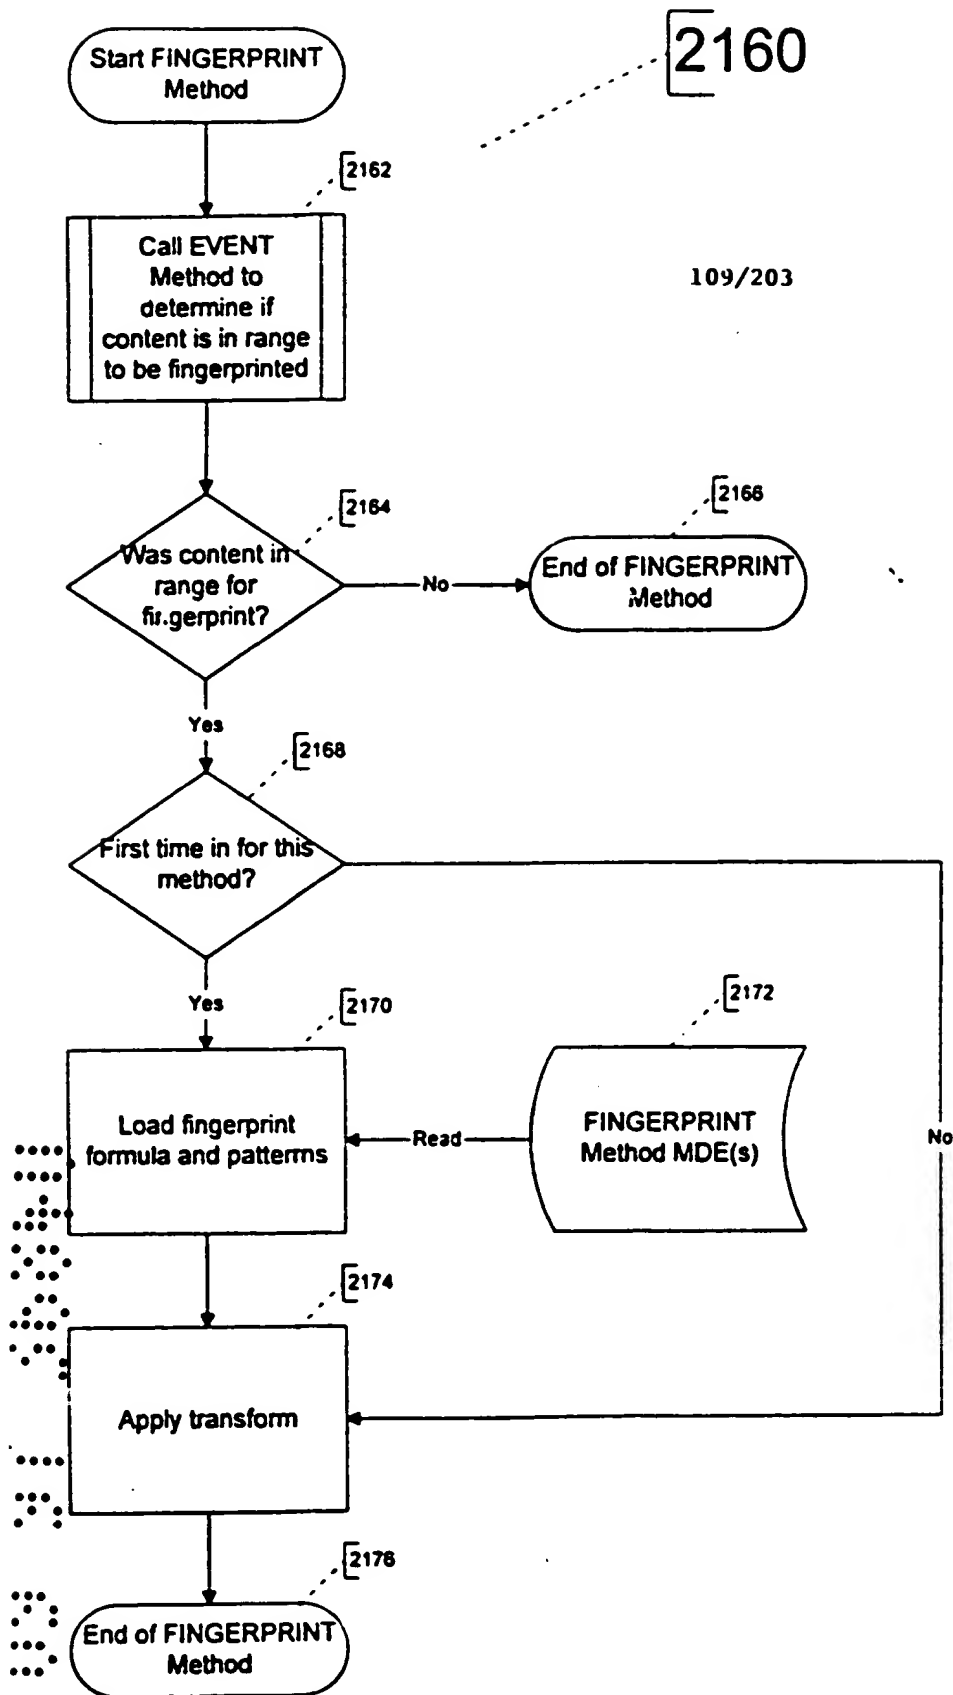 2160
Start FINGERPRINT
Method
2162
Call EVENT
Method to
determine if
content is in range
to be fingerprinted
109/203
2164
Was content in
range for
fingerprint?
No
2166
End of FINGERPRINT
Method
Yes
2168
First time in for this
method?
Yes
2170
Load fingerprint
formula and patterns
Read
2172
FINGERPRINT
Method MDE(s)
No
2174
Apply transform
2176
End of FINGERPRINT
Method